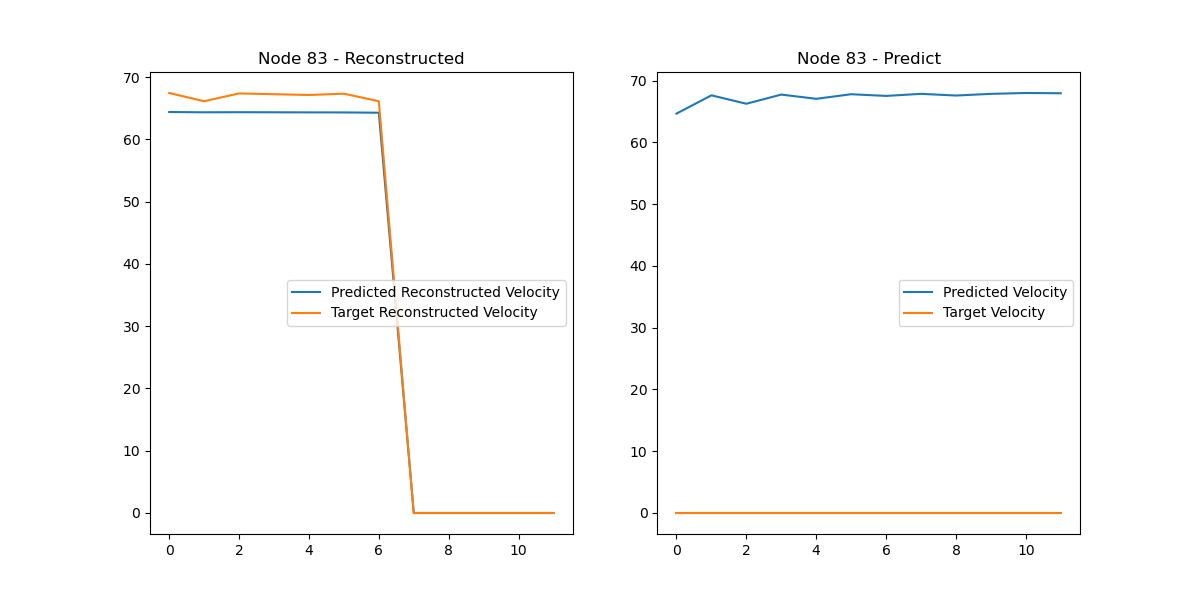 Node 83 - Reconstructed
70
60
50
40
30
20
10
0
0 2 4 6 8 10
Predicted Reconstructed Velocity
Target Reconstructed Velocity
Node 83 - Predict
70
60
50
40
30
20
10
0
0 2 4 6 8 10
Predicted Velocity
Target Velocity